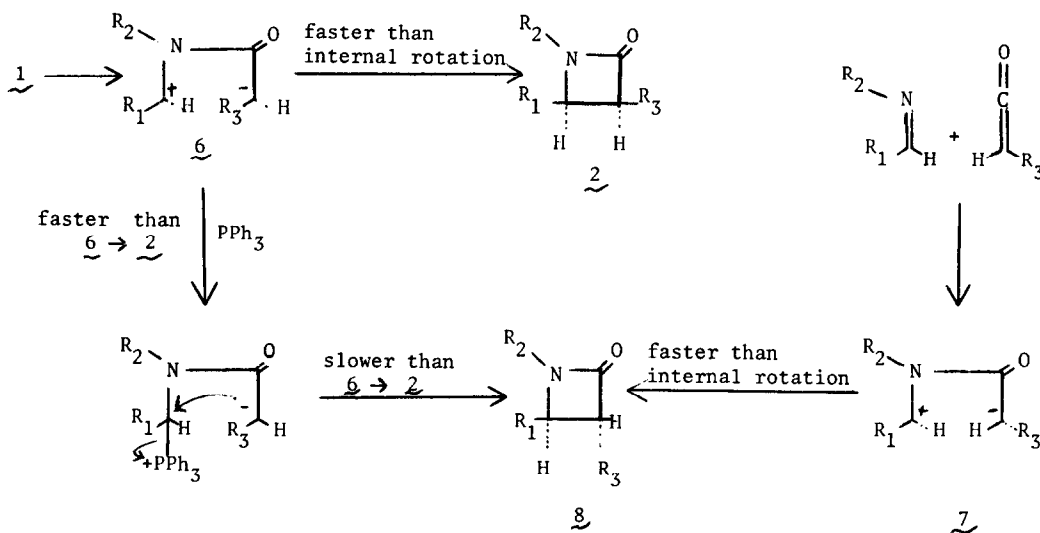 1
R2 N O
+ -
R1 H R3 H
6
faster than
internal rotation
R2 N O
R1 R3
H H
2
R2 N
R1 H
+
O
C
H R3
faster than
6 → 2
PPh3
R2 N O
R1 H -
R3 H
+PPh3
slower than
6 → 2
R2 N O
R1 H
H R3
8
faster than
internal rotation
R2 N O
+ -
R1 H H R3
7